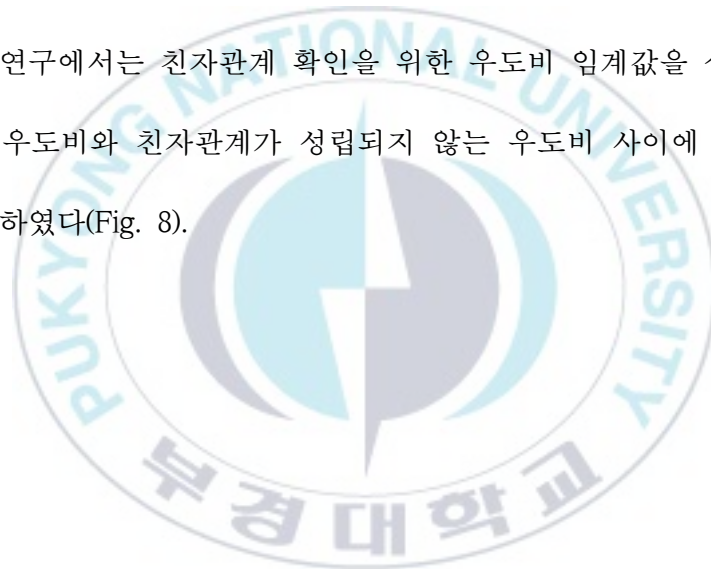 연구에서는 친자관계 확인을 위한 우도비 임계값을
우도비와 친자관계가 성립되지 않는 우도비 사이에
하였다(Fig. 8).
PUKYONG NATIONAL UNIVERSITY
부경대학교